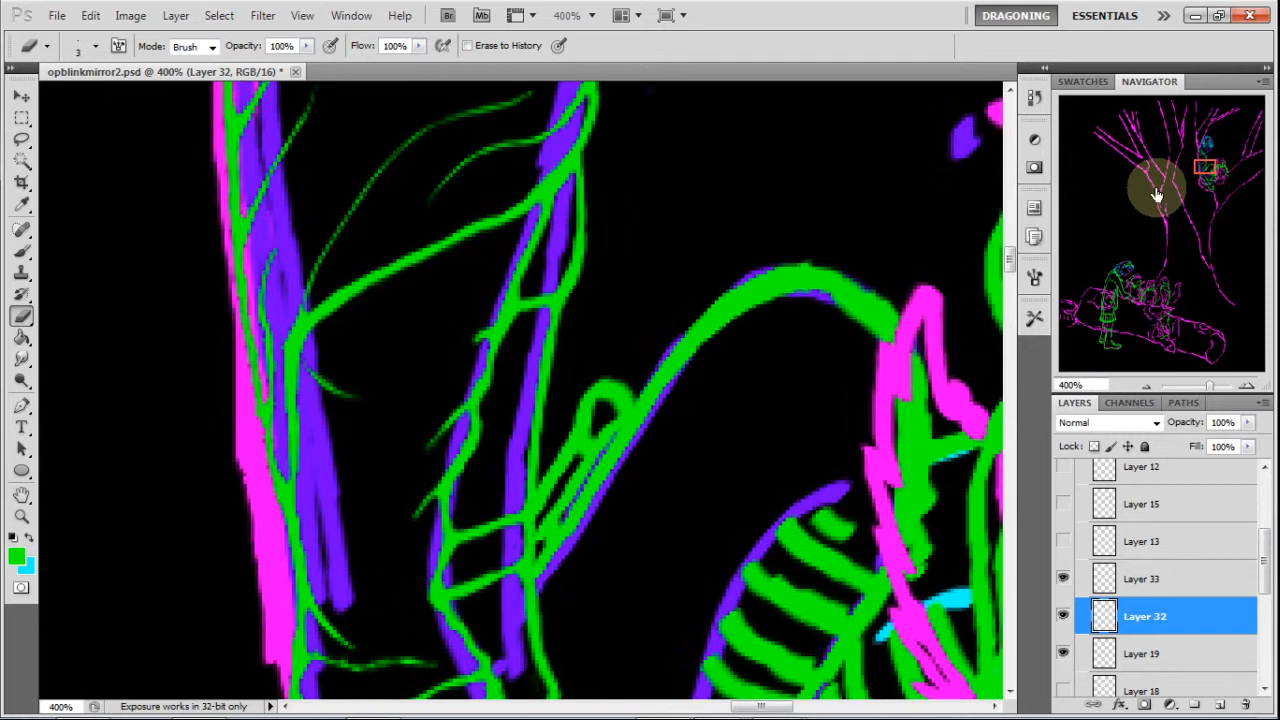 Ps File Edit Image Layer Select Filter View Window Help Br Mb 400% DRAGONING ESSENTIALS
3 Mode: Brush Opacity: 100% Flow: 100% Erase to History
opblinkmirror2.psd @ 400% (Layer 32, RGB/16) *
SWATCHES NAVIGATOR
400%
LAYERS CHANNELS PATHS
Normal Opacity: 100%
Lock: Fill: 100%
Layer 12
Layer 15
Layer 13
Layer 33
Layer 32
Layer 19
Layer 18
400% Exposure works in 32-bit only